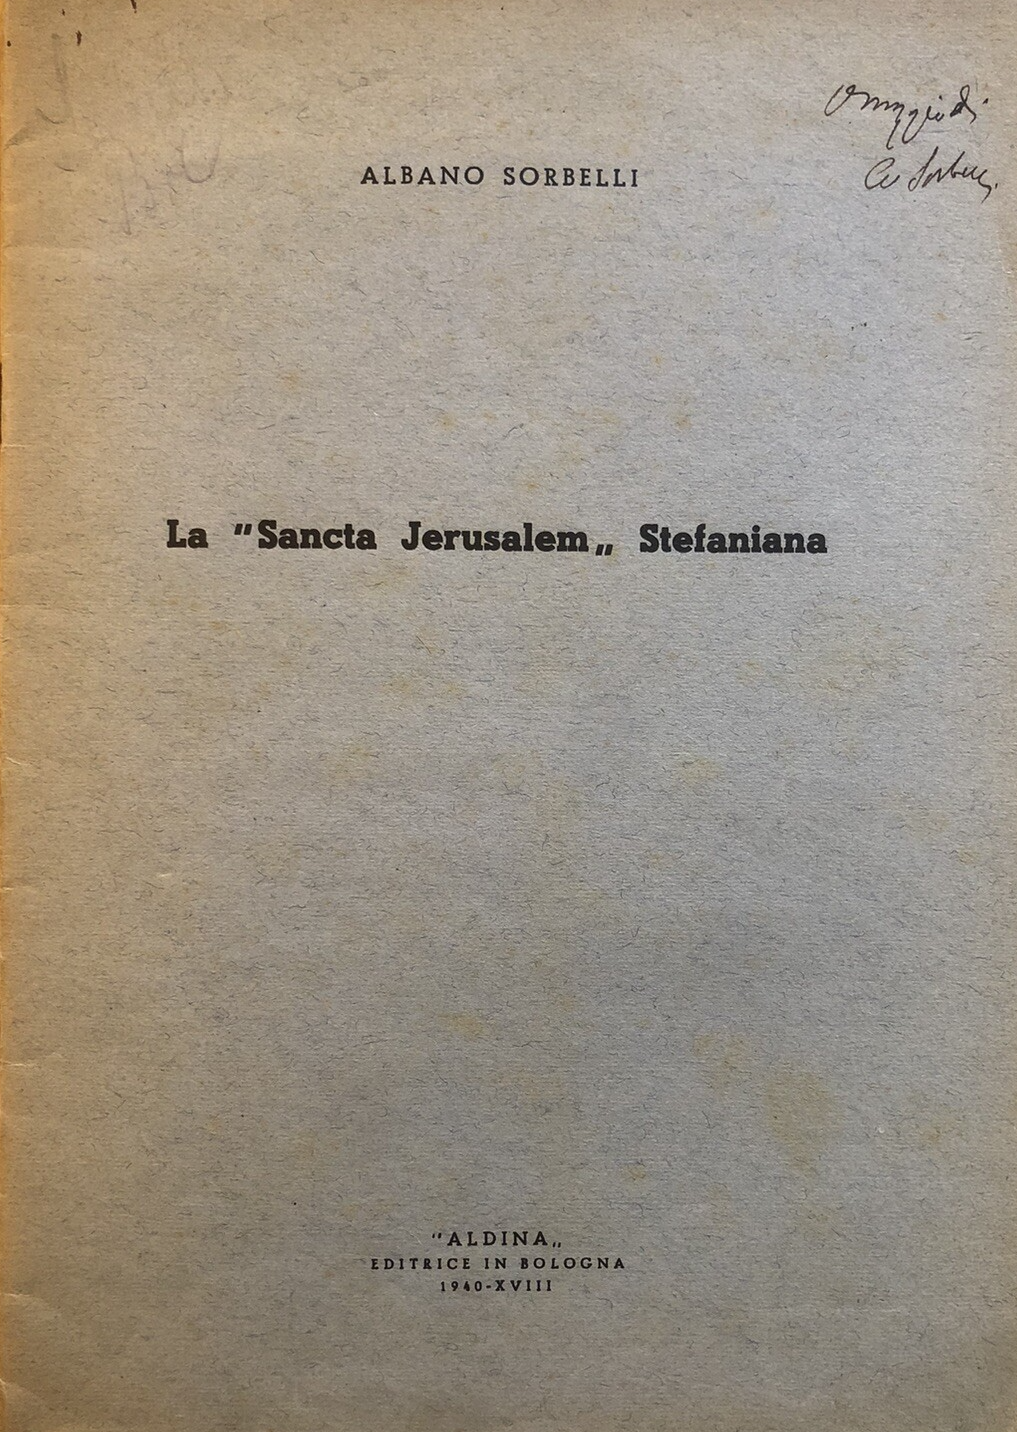 Omaggio di
A. Sorbelli
ALBANO SORBELLI
La "Sancta Jerusalem„ Stefaniana
"ALDINA„
EDITRICE IN BOLOGNA
1940-XVIII